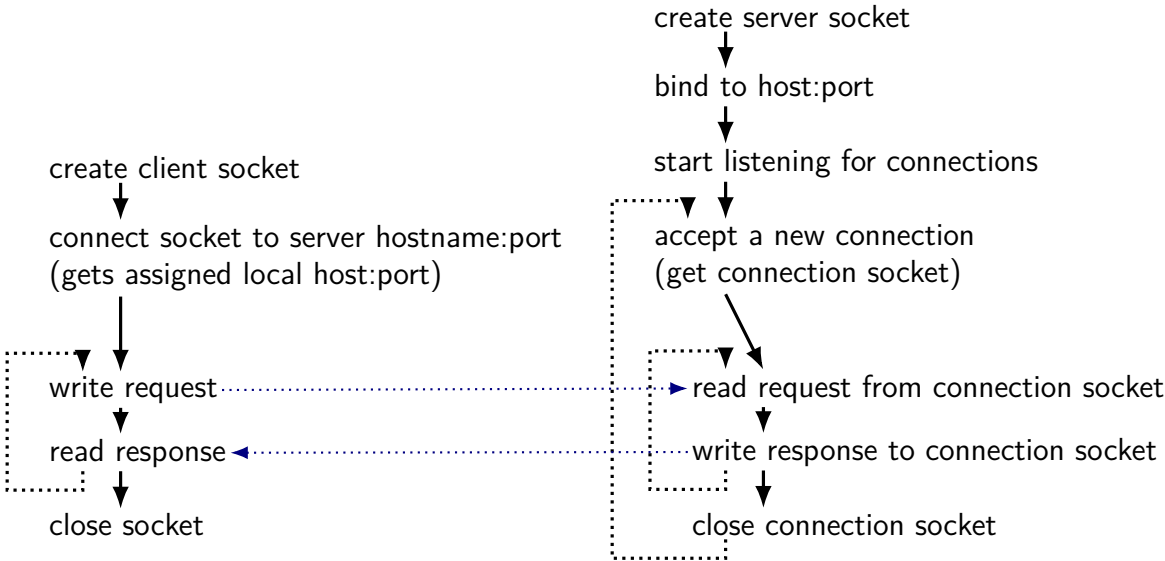 create client socket
connect socket to server hostname:port
(gets assigned local host:port)
write request
read response
close socket
create server socket
bind to host:port
start listening for connections
accept a new connection
(get connection socket)
read request from connection socket
write response to connection socket
close connection socket